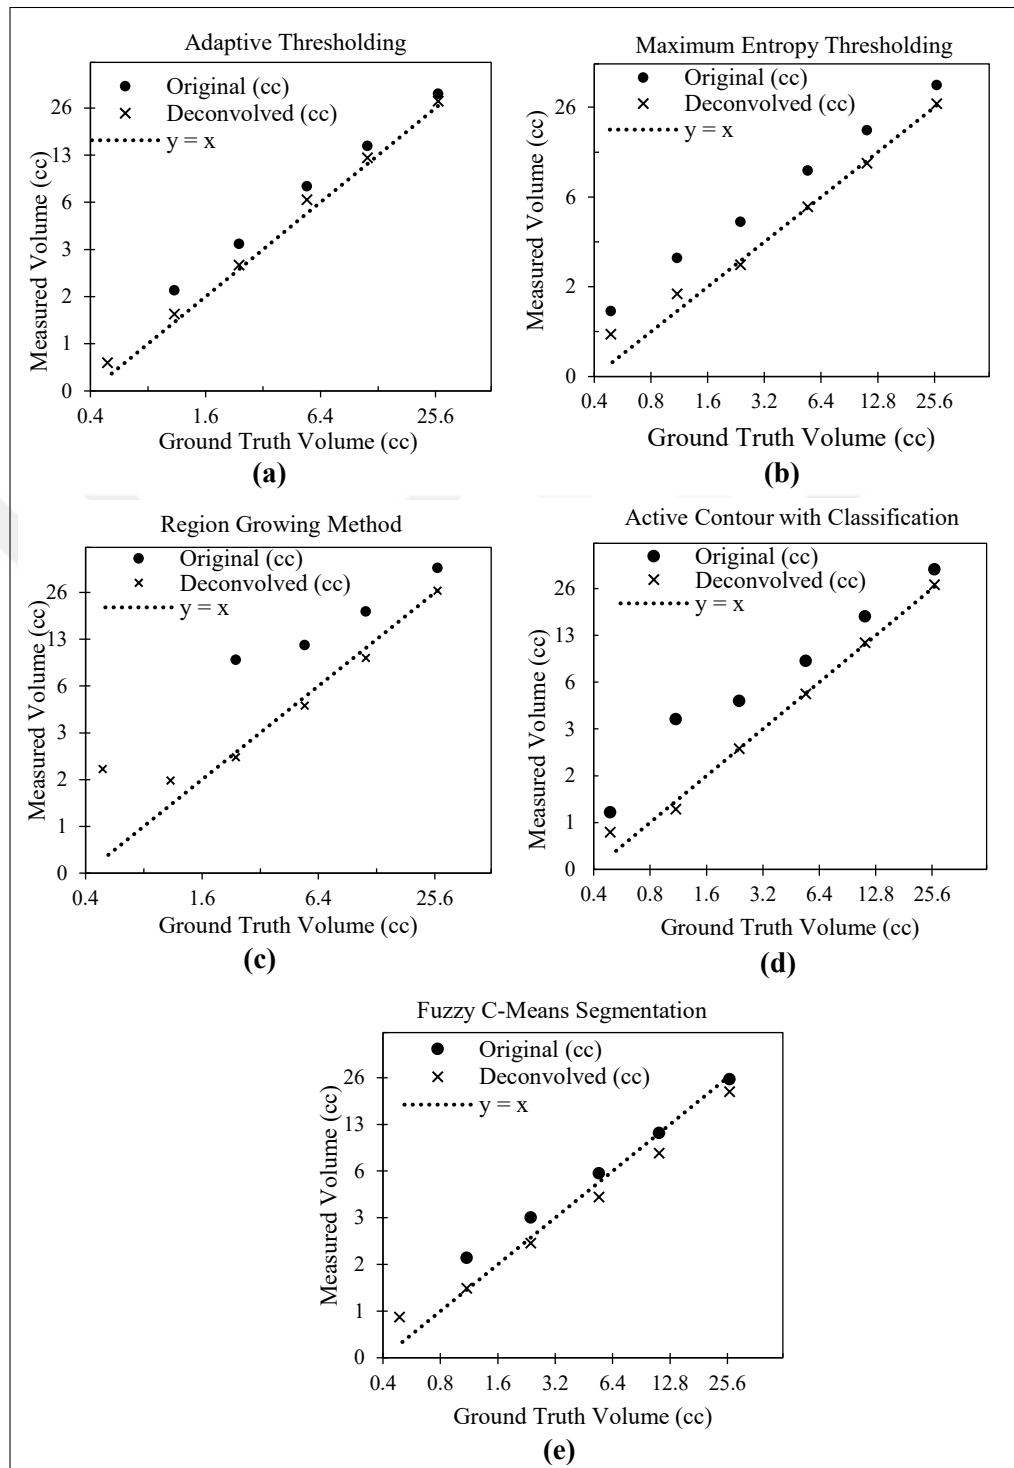 Adaptive Thresholding
Original (cc)
Deconvolved (cc)
y = x
Measured Volume (cc)
26
13
6
3
2
1
0
0.4 1.6 6.4 25.6
Ground Truth Volume (cc)
(a)
Maximum Entropy Thresholding
Original (cc)
Deconvolved (cc)
y = x
Measured Volume (cc)
26
6
2
0
0.4 0.8 1.6 3.2 6.4 12.8 25.6
Ground Truth Volume (cc)
(b)
Region Growing Method
Original (cc)
Deconvolved (cc)
y = x
Measured Volume (cc)
26
13
6
3
2
1
0
0.4 1.6 6.4 25.6
Ground Truth Volume (cc)
(c)
Active Contour with Classification
Original (cc)
Deconvolved (cc)
y = x
Measured Volume (cc)
26
13
6
3
2
1
0
0.4 0.8 1.6 3.2 6.4 12.8 25.6
Ground Truth Volume (cc)
(d)
Fuzzy C-Means Segmentation
Original (cc)
Deconvolved (cc)
y = x
Measured Volume (cc)
26
13
6
3
2
1
0
0.4 0.8 1.6 3.2 6.4 12.8 25.6
Ground Truth Volume (cc)
(e)